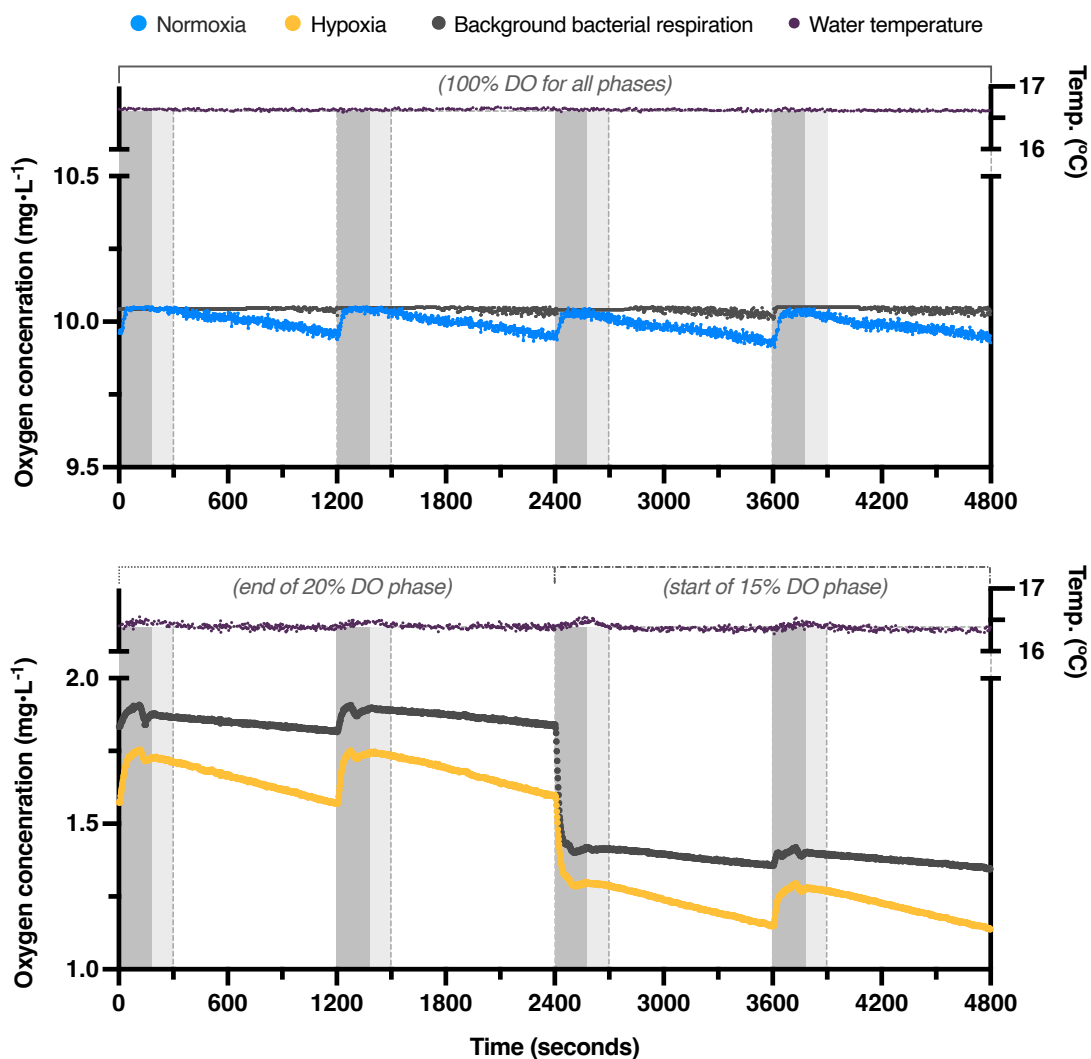 Normoxia Hypoxia Background bacterial respiration Water temperature
(100% DO for all phases)
17
16
Temp. (ºC)
Oxygen concenration (mg·L⁻¹)
10.5
10.0
9.5
0 600 1200 1800 2400 3000 3600 4200 4800
(end of 20% DO phase) (start of 15% DO phase)
17
16
Temp. (ºC)
Oxygen concenration (mg·L⁻¹)
2.0
1.5
1.0
0 600 1200 1800 2400 3000 3600 4200 4800
Time (seconds)